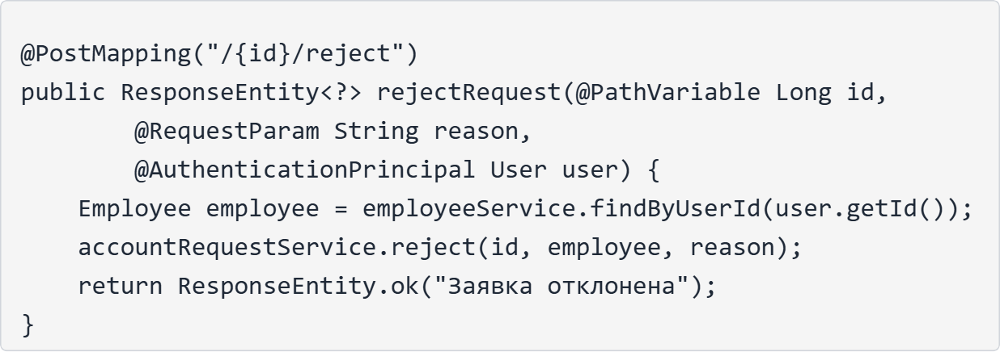 @PostMapping("/{id}/reject")
public ResponseEntity<?> rejectRequest(@PathVariable Long id,
        @RequestParam String reason,
        @AuthenticationPrincipal User user) {
    Employee employee = employeeService.findByUserId(user.getId());
    accountRequestService.reject(id, employee, reason);
    return ResponseEntity.ok("Заявка отклонена");
}